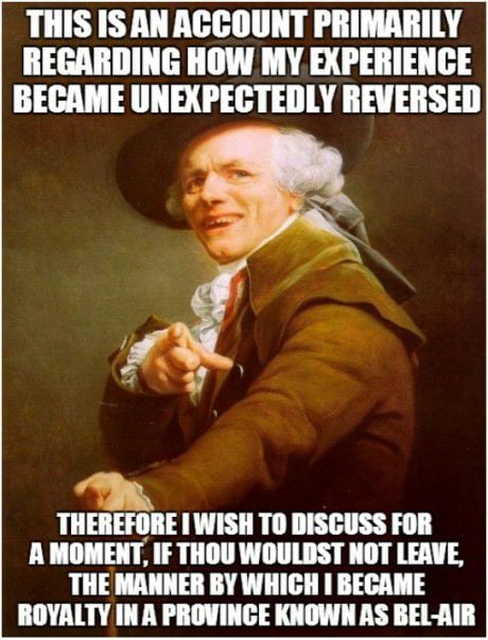 THIS IS AN ACCOUNT PRIMARILY
REGARDING HOW MY EXPERIENCE
BECAME UNEXPECTEDLY REVERSED
THEREFORE I WISH TO DISCUSS FOR
A MOMENT, IF THOU WOULDST NOT LEAVE,
THE MANNER BY WHICH I BECAME
ROYALTY IN A PROVINCE KNOWN AS BEL-AIR